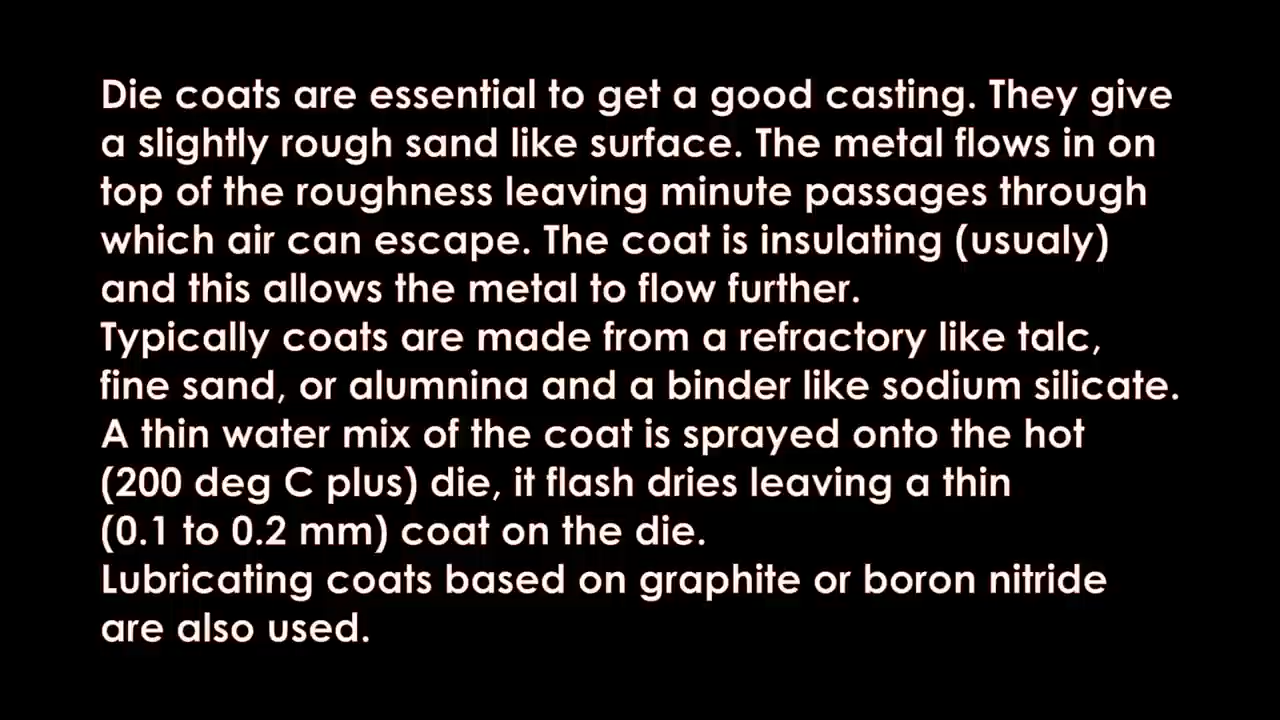 Die coats are essential to get a good casting. They give
a slightly rough sand like surface. The metal flows in on
top of the roughness leaving minute passages through
which air can escape. The coat is insulating (usualy)
and this allows the metal to flow further.
Typically coats are made from a refractory like talc,
fine sand, or alumnina and a binder like sodium silicate.
A thin water mix of the coat is sprayed onto the hot
(200 deg C plus) die, it flash dries leaving a thin
(0.1 to 0.2 mm) coat on the die.
Lubricating coats based on graphite or boron nitride
are also used.